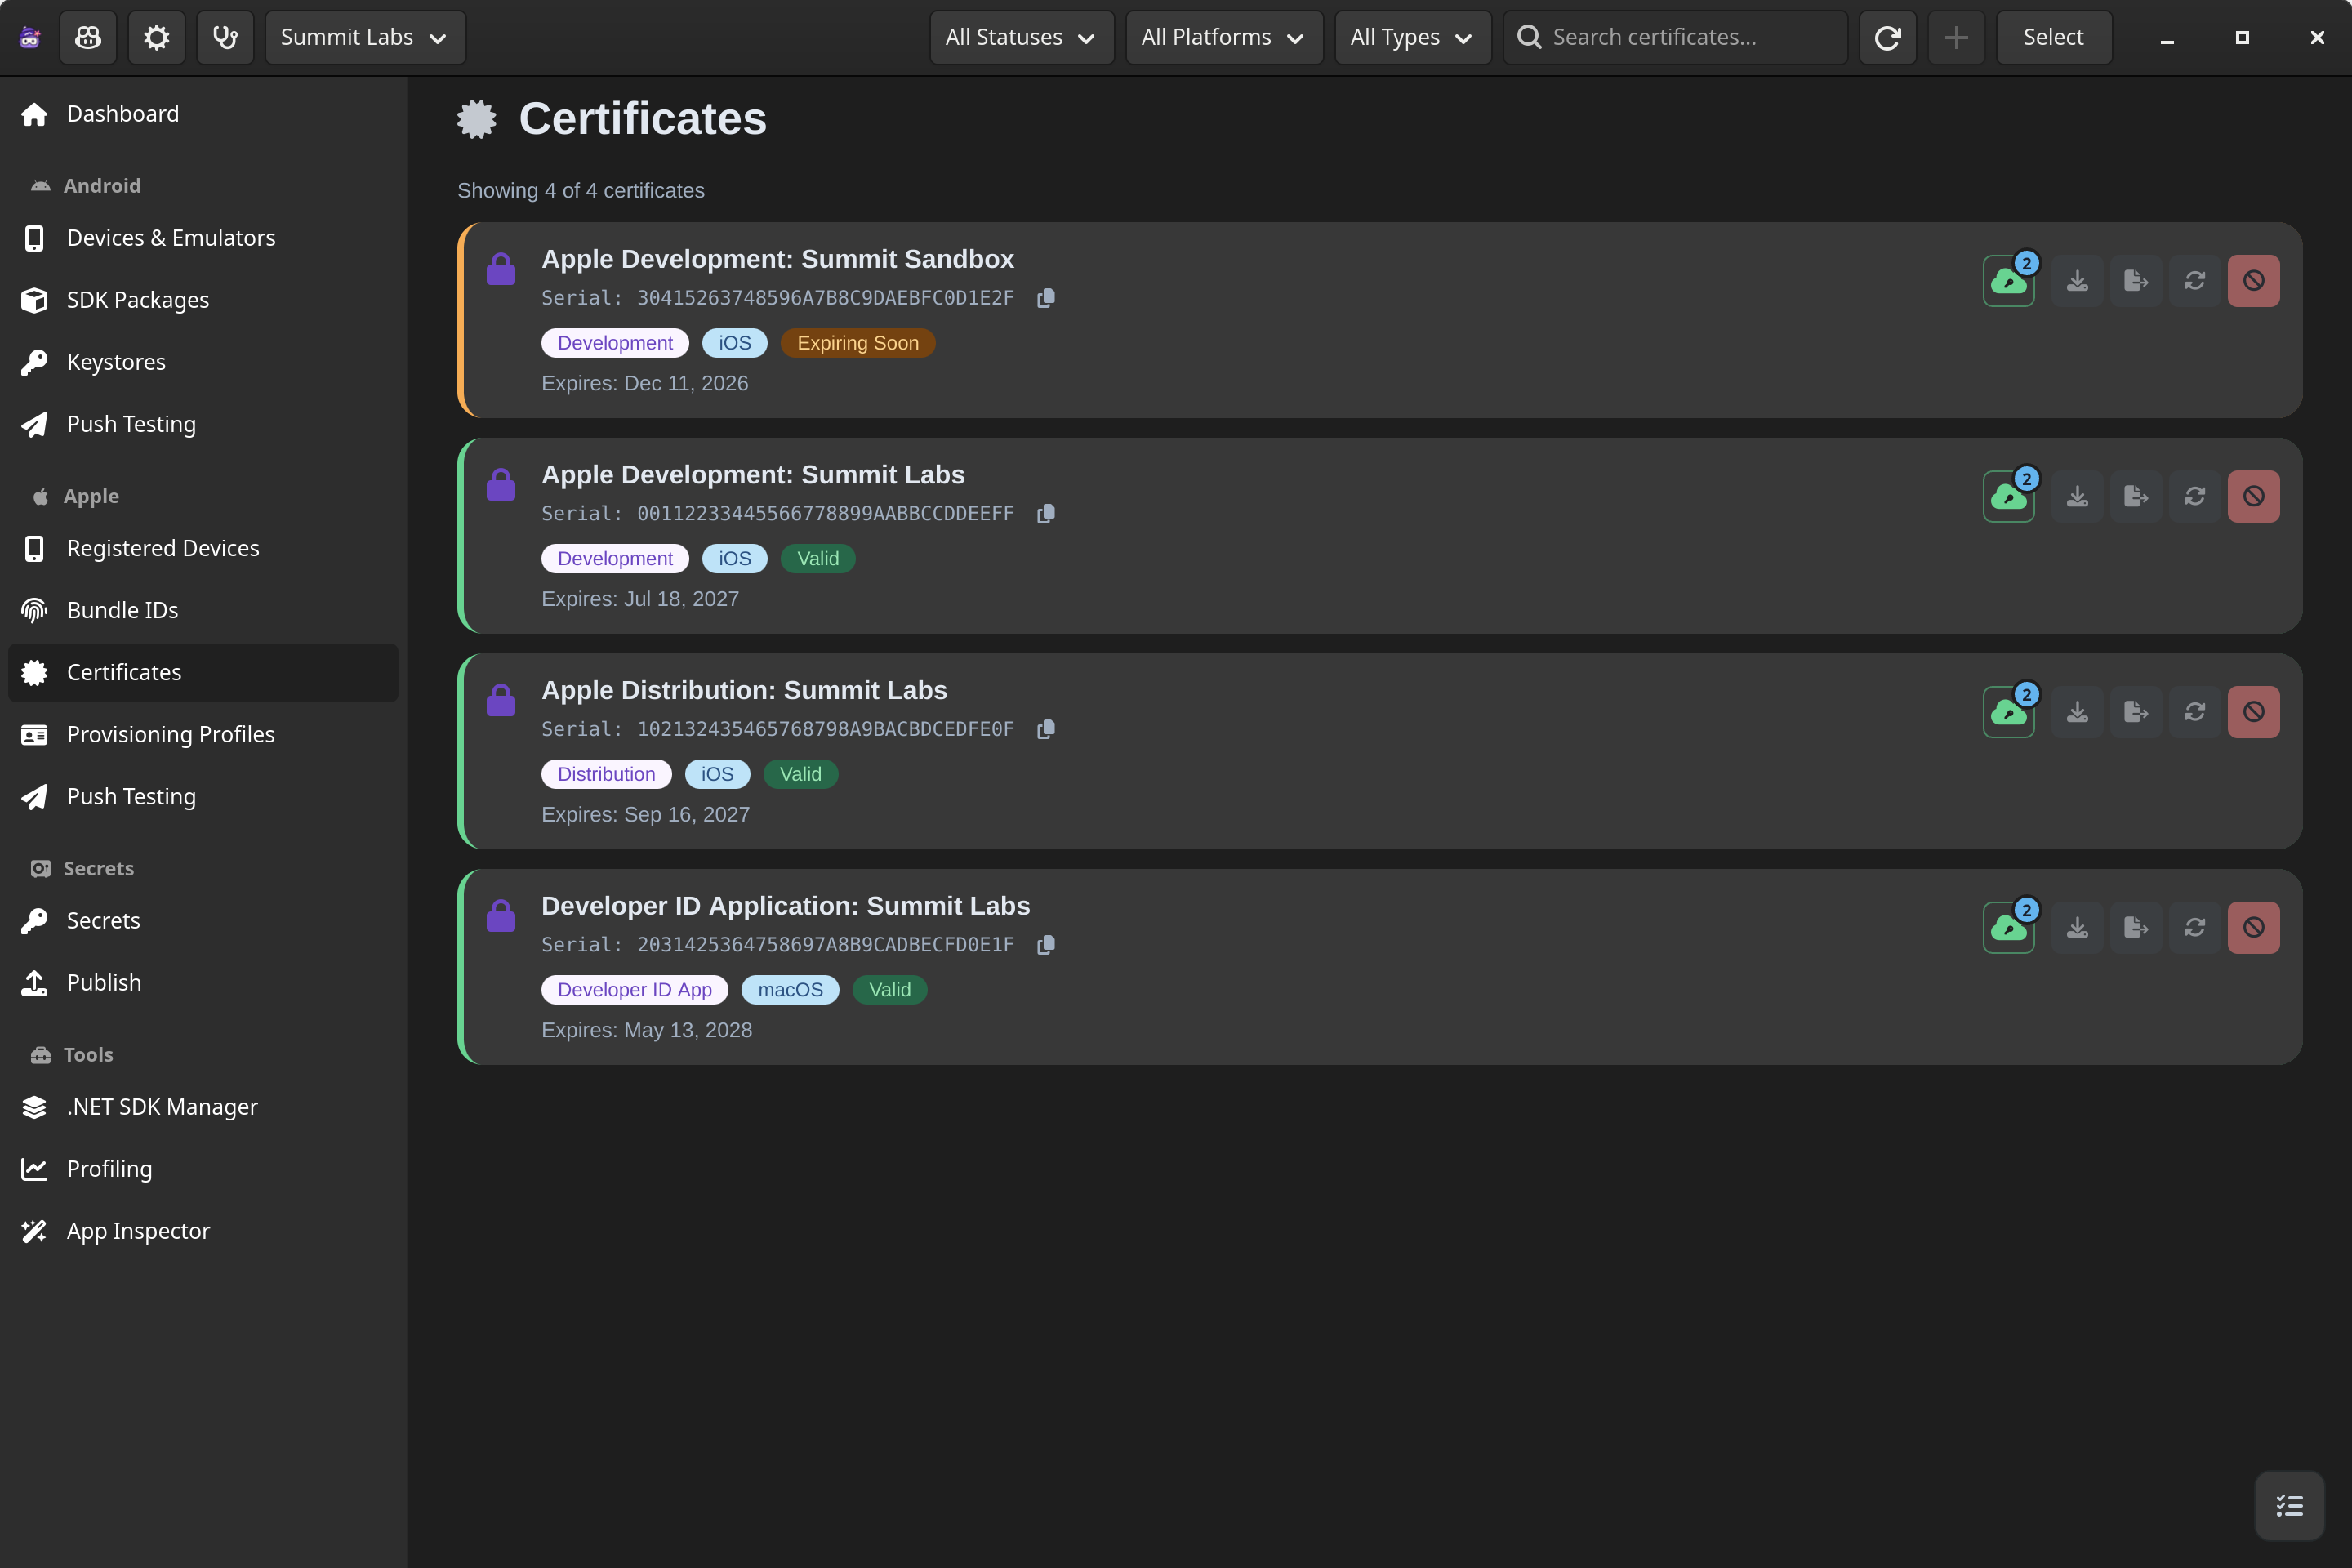 Summit Labs
All Statuses
All Platforms
All Types
Search certificates...
Select
Dashboard
Android
Devices & Emulators
SDK Packages
Keystores
Push Testing
Apple
Registered Devices
Bundle IDs
Certificates
Provisioning Profiles
Push Testing
Secrets
Secrets
Publish
Tools
.NET SDK Manager
Profiling
App Inspector
Certificates
Showing 4 of 4 certificates
Apple Development: Summit Sandbox
Serial: 30415263748596A7B8C9DAEBFC0D1E2F
Development iOS Expiring Soon
Expires: Dec 11, 2026
2
Apple Development: Summit Labs
Serial: 00112233445566778899AABBCCDDEEFF
Development iOS Valid
Expires: Jul 18, 2027
2
Apple Distribution: Summit Labs
Serial: 102132435465768798A9BACBDCEDFE0F
Distribution iOS Valid
Expires: Sep 16, 2027
2
Developer ID Application: Summit Labs
Serial: 2031425364758697A8B9CADBECFD0E1F
Developer ID App macOS Valid
Expires: May 13, 2028
2